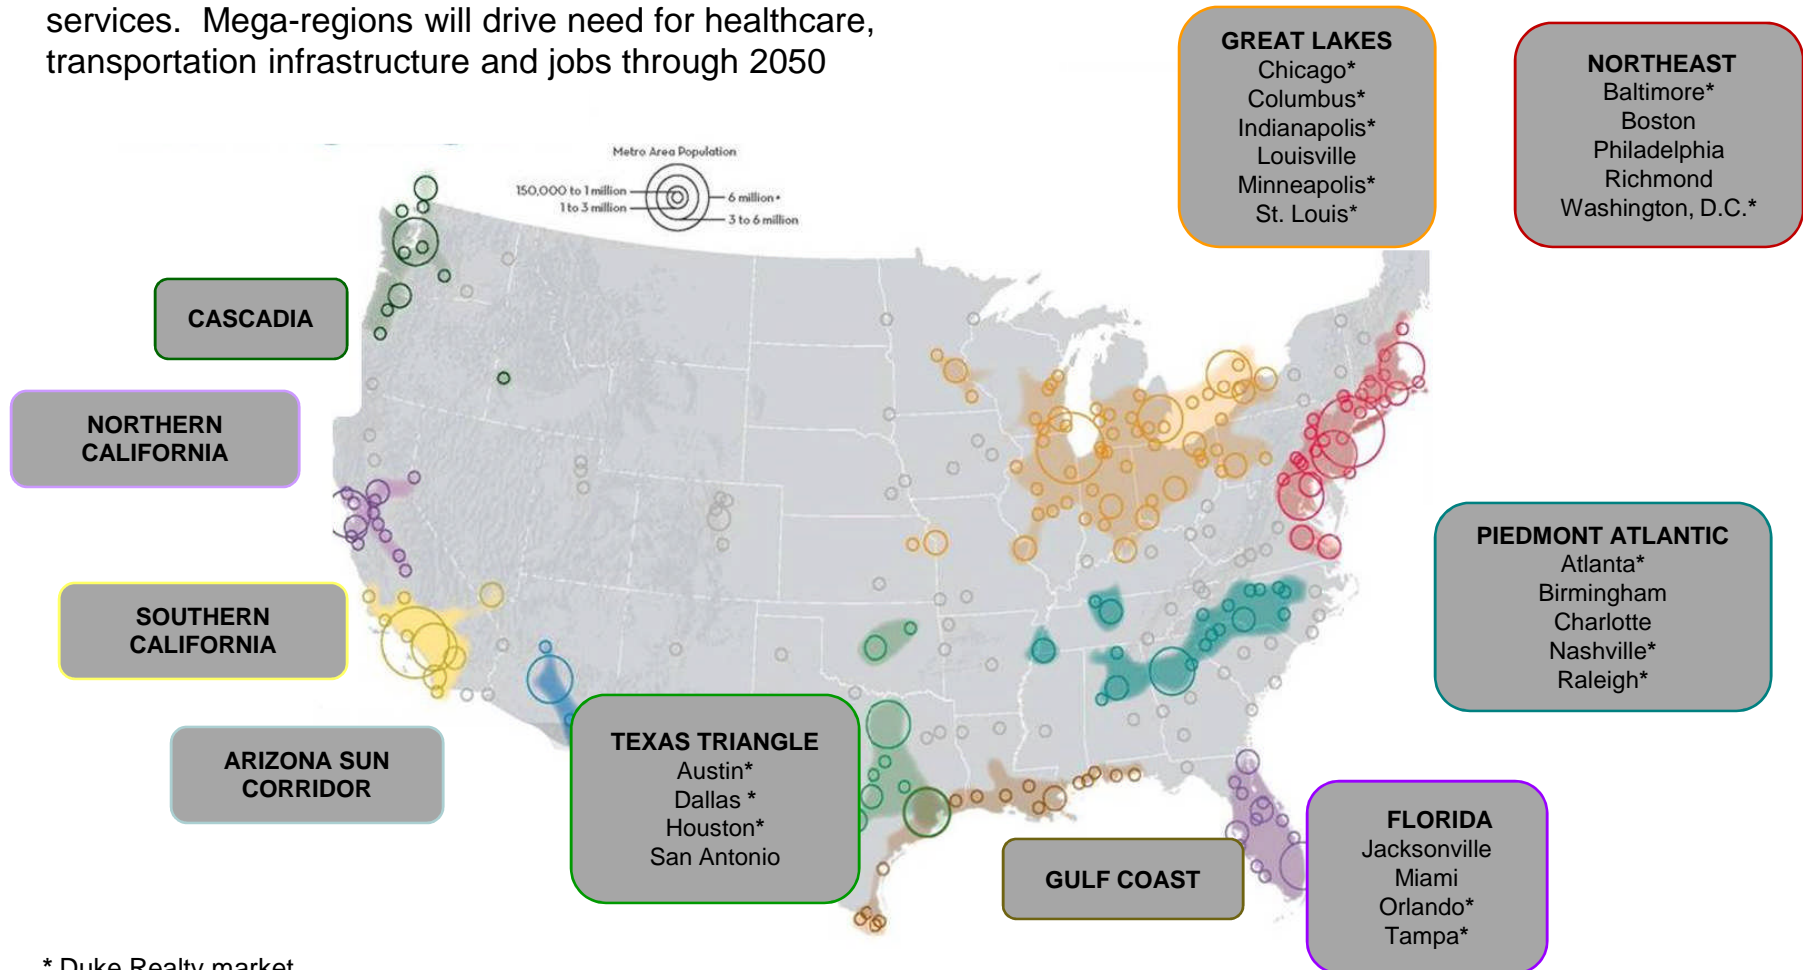 services. Mega-regions will drive need for healthcare,
transportation infrastructure and jobs through 2050
GREAT LAKES
Chicago*
Columbus*
Indianapolis*
Louisville
Minneapolis*
St. Louis*
NORTHEAST
Baltimore*
Boston
Philadelphia
Richmond
Washington, D.C.*
Metro Area Population
150,000 to 1 million
1 to 3 million
6 million+
3 to 6 million
CASCADIA
NORTHERN
CALIFORNIA
SOUTHERN
CALIFORNIA
ARIZONA SUN
CORRIDOR
TEXAS TRIANGLE
Austin*
Dallas *
Houston*
San Antonio
GULF COAST
PIEDMONT ATLANTIC
Atlanta*
Birmingham
Charlotte
Nashville*
Raleigh*
FLORIDA
Jacksonville
Miami
Orlando*
Tampa*
* Duke Realty market